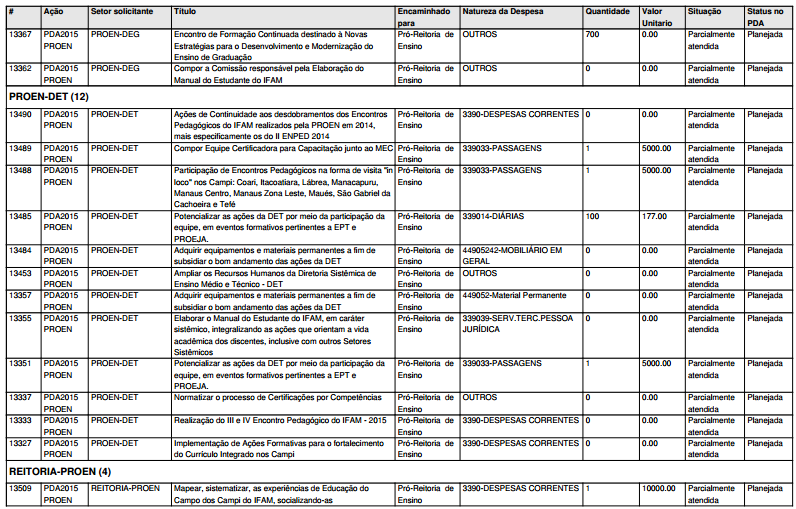 # Ação Setor solicitante Título Encaminhado para Natureza da Despesa Quantidade Valor Unitario Situação Status no PDA
13367 PDA2015 PROEN-DEG Encontro de Formação Continuada destinado à Novas Pró-Reitoria de OUTROS 700 0.00 Parcialmente Planejada
PROEN Estratégias para o Desenvolvimento e Modernização do Ensino atendida
Ensino de Graduação
13362 PDA2015 PROEN-DEG Compor a Comissão responsável pela Elaboração do Pró-Reitoria de OUTROS 0 0.00 Parcialmente Planejada
PROEN Manual do Estudante do IFAM Ensino atendida
PROEN-DET (12)
13490 PDA2015 PROEN-DET Ações de Continuidade aos desdobramentos dos Encontros Pró-Reitoria de 3390-DESPESAS CORRENTES 0 0.00 Parcialmente Planejada
PROEN Pedagógicos do IFAM realizados pela PROEN em 2014, Ensino atendida
mais especificamente os do II ENPED 2014
13489 PDA2015 PROEN-DET Compor Equipe Certificadora para Capacitação junto ao MEC Pró-Reitoria de 339033-PASSAGENS 1 5000.00 Parcialmente Planejada
PROEN Ensino atendida
13488 PDA2015 PROEN-DET Participação de Encontros Pedagógicos na forma de visita "in Pró-Reitoria de 339033-PASSAGENS 1 5000.00 Parcialmente Planejada
PROEN loco" nos Campi: Coari, Itacoatiara, Lábrea, Manacapuru, Ensino atendida
Manaus Centro, Manaus Zona Leste, Maués, São Gabriel da
Cachoeira e Tefé
13485 PDA2015 PROEN-DET Potencializar as ações da DET por meio da participação da Pró-Reitoria de 339014-DIÁRIAS 100 177.00 Parcialmente Planejada
PROEN equipe, em eventos formativos pertinentes a EPT e Ensino atendida
PROEJA.
13484 PDA2015 PROEN-DET Adquirir equipamentos e materiais permanentes a fim de Pró-Reitoria de 44905242-MOBILIÁRIO EM 0 0.00 Parcialmente Planejada
PROEN subsidiar o bom andamento das ações da DET Ensino GERAL atendida
13453 PDA2015 PROEN-DET Ampliar os Recursos Humanos da Diretoria Sistêmica de Pró-Reitoria de OUTROS 0 0.00 Parcialmente Planejada
PROEN Ensino Médio e Técnico - DET Ensino atendida
13357 PDA2015 PROEN-DET Adquirir equipamentos e materiais permanentes a fim de Pró-Reitoria de 449052-Material Permanente 0 0.00 Parcialmente Planejada
PROEN subsidiar o bom andamento das ações da DET Ensino atendida
13355 PDA2015 PROEN-DET Elaborar o Manual do Estudante do IFAM, em caráter Pró-Reitoria de 339039-SERV.TERC.PESSOA 0 0.00 Parcialmente Planejada
PROEN sistêmico, integralizando as ações que orientam a vida Ensino JURÍDICA atendida
acadêmica dos discentes, inclusive com outros Setores
Sistêmicos
13351 PDA2015 PROEN-DET Potencializar as ações da DET por meio da participação da Pró-Reitoria de 339033-PASSAGENS 1 5000.00 Parcialmente Planejada
PROEN equipe, em eventos formativos pertinentes a EPT e Ensino atendida
PROEJA.
13337 PDA2015 PROEN-DET Normatizar o processo de Certificações por Competências Pró-Reitoria de OUTROS 0 0.00 Parcialmente Planejada
PROEN Ensino atendida
13333 PDA2015 PROEN-DET Realização do III e IV Encontro Pedagógico do IFAM - 2015 Pró-Reitoria de 3390-DESPESAS CORRENTES 0 0.00 Parcialmente Planejada
PROEN Ensino atendida
13327 PDA2015 PROEN-DET Implementação de Ações Formativas para o fortalecimento Pró-Reitoria de 3390-DESPESAS CORRENTES 0 0.00 Parcialmente Planejada
PROEN do Currículo Integrado nos Campi Ensino atendida
REITORIA-PROEN (4)
13509 PDA2015 REITORIA-PROEN Mapear, sistematizar, as experiências de Educação do Pró-Reitoria de 3390-DESPESAS CORRENTES 1 10000.00 Parcialmente Planejada
PROEN Campo dos Campi do IFAM, socializando-as Ensino atendida